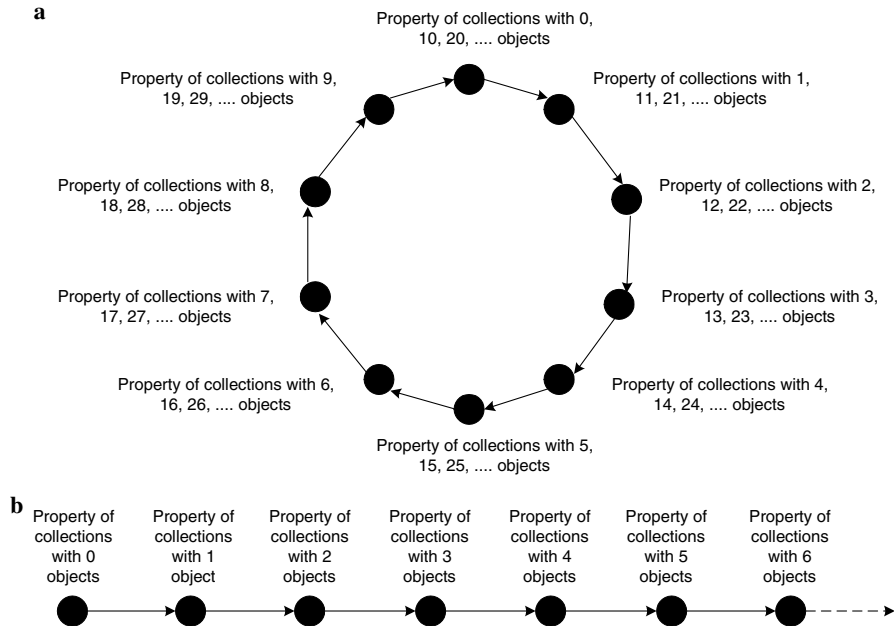 a
Property of collections with 0,
10, 20, .... objects
Property of collections with 9,
19, 29, .... objects
Property of collections with 1,
11, 21, .... objects
Property of collections with 8,
18, 28, .... objects
Property of collections with 2,
12, 22, .... objects
Property of collections with 7,
17, 27, .... objects
Property of collections with 3,
13, 23, .... objects
Property of collections with 6,
16, 26, .... objects
Property of collections with 4,
14, 24, .... objects
Property of collections with 5,
15, 25, .... objects
b
Property of
collections
with 0
objects
Property of
collections
with 1
object
Property of
collections
with 2
objects
Property of
collections
with 3
objects
Property of
collections
with 4
objects
Property of
collections
with 5
objects
Property of
collections
with 6
objects